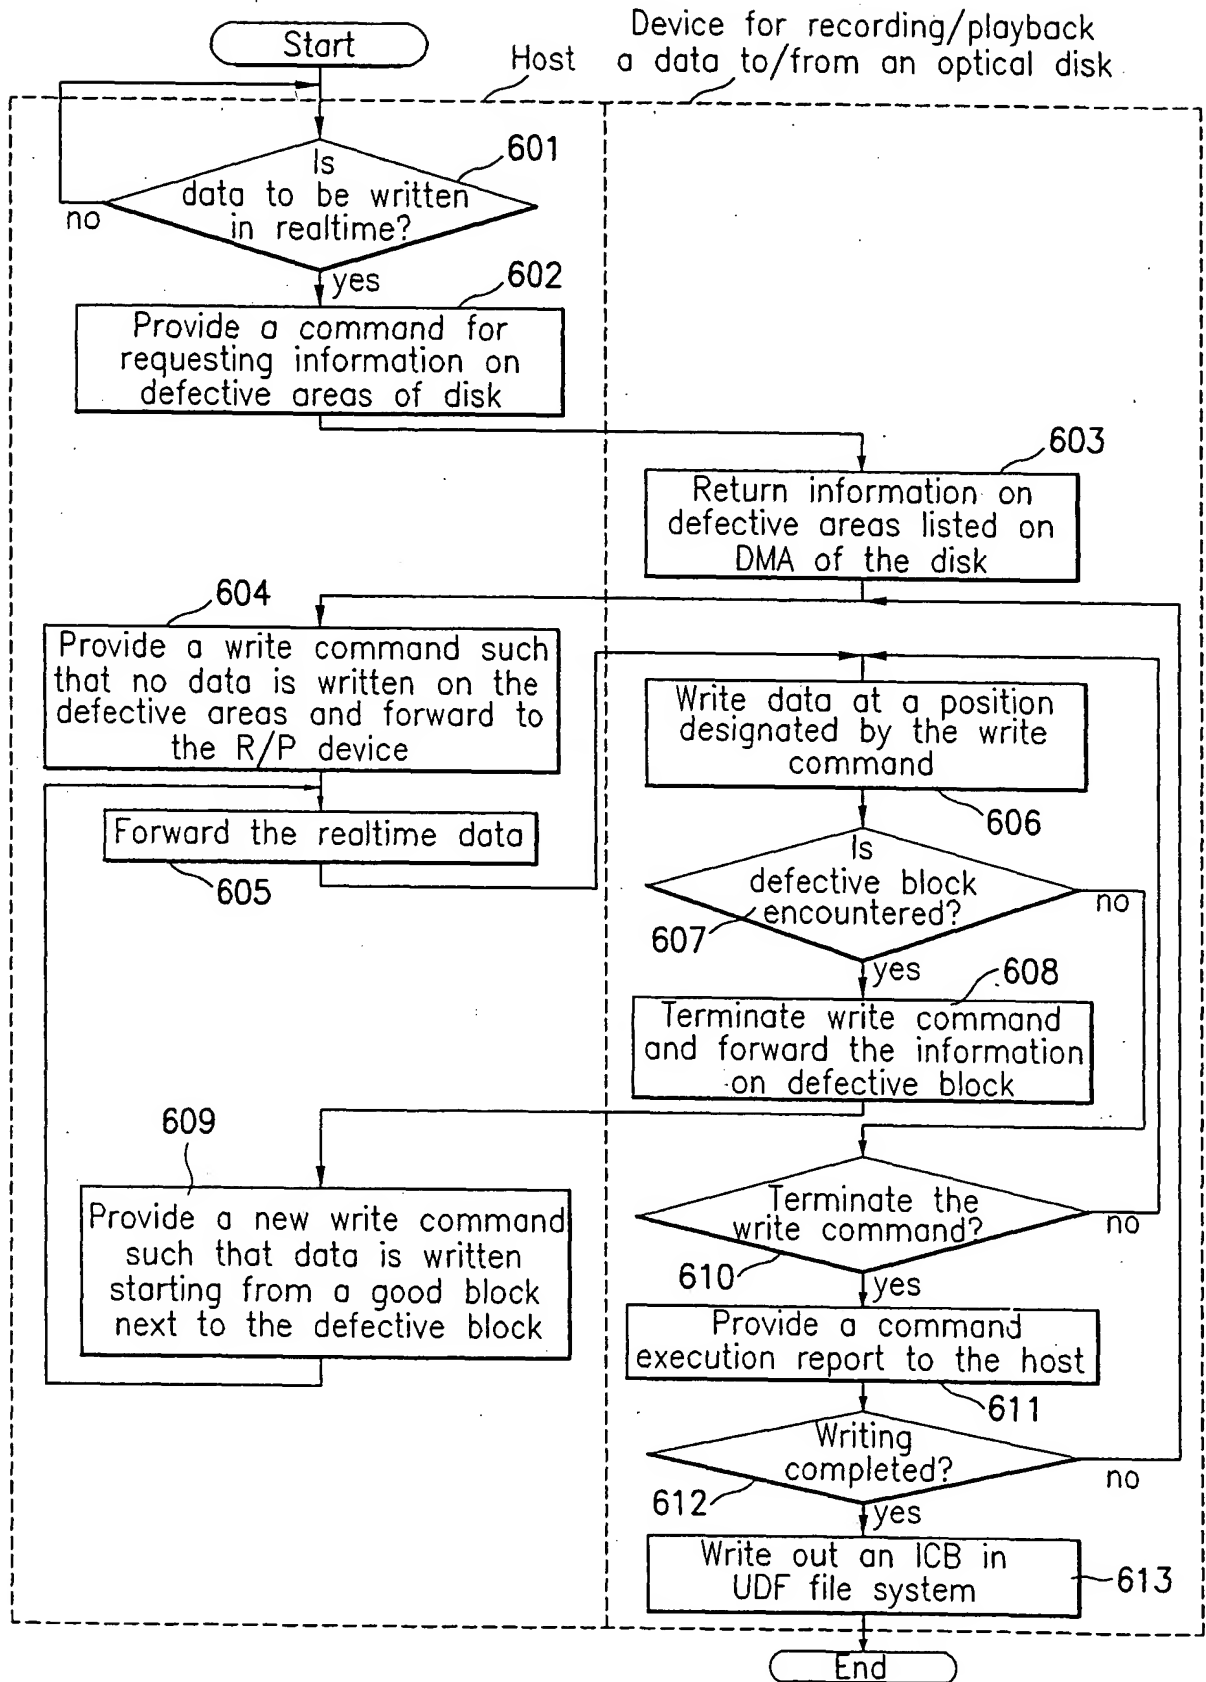 Start
Host
Device for recording/playback
a data to/from an optical disk
601
Is
data to be written
in realtime?
no
yes
602
Provide a command for
requesting information on
defective areas of disk
603
Return information on
defective areas listed on
DMA of the disk
604
Provide a write command such
that no data is written on the
defective areas and forward to
the R/P device
Forward the realtime data
605
Write data at a position
designated by the write
command
606
Is
defective block
encountered?
no
607
yes
608
Terminate write command
and forward the information
on defective block
609
Provide a new write command
such that data is written
starting from a good block
next to the defective block
Terminate the
write command?
no
610
yes
Provide a command
execution report to the host
611
Writing
completed?
no
612
yes
Write out an ICB in
UDF file system
613
End